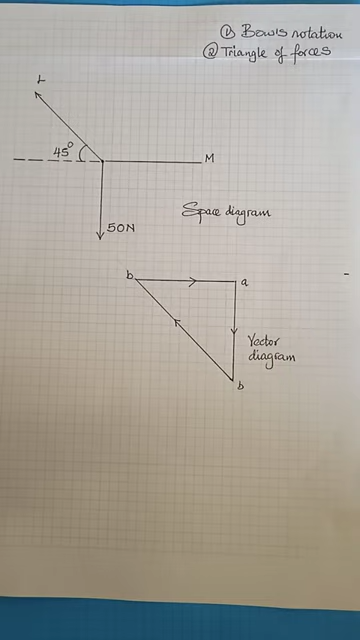 ① Bow's notation
② Triangle of forces
L
45°
M
50N
Space diagram
b
a
Vector
diagram
b